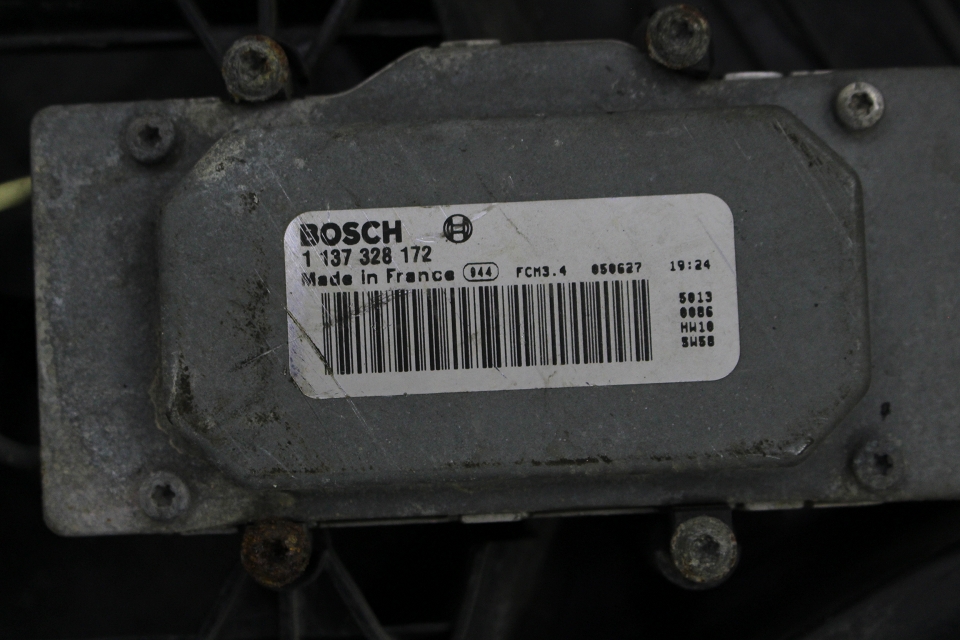 BOSCH
1 137 328 172
Made in France 044 FCM3.4 050627 19:24
5013
0086
HW10
SW58